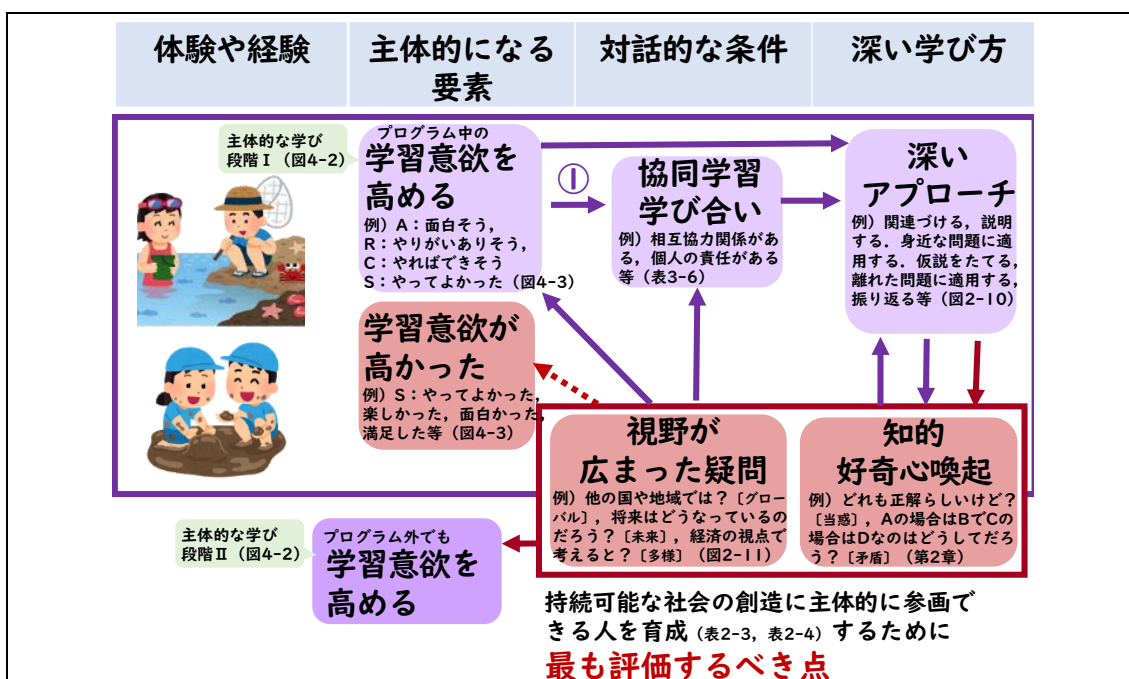 体験や経験
主体的になる
要素
対話的な条件
深い学び方
主体的な学び
段階Ⅰ（図4-2）
プログラム中の
学習意欲を
高める
例）A：面白そう，
R：やりがいありそう，
C：やればできそう
S：やってよかった（図4-3）
①
協同学習
学び合い
例）相互協力関係があ
る，個人の責任がある
等（表3-6）
深い
アプローチ
例）関連づける，説明
する．身近な問題に適
用する．仮説をたてる，
離れた問題に適用する，
振り返る等（図2-10）
学習意欲が
高かった
例）S：やってよかった，
楽しかった，面白かった，
満足した等（図4-3）
視野が
広まった疑問
例）他の国や地域では？〔グロー
バル〕，将来はどうなっているの
だろう？〔未来〕，経済の視点で
考えると？〔多様〕（図2-11）
知的
好奇心喚起
例）どれも正解らしいけど？
〔当惑〕，Aの場合はBでCの
場合はDなのはどうしてだろ
う？〔矛盾〕（第2章）
主体的な学び
段階Ⅱ（図4-2）
プログラム外でも
学習意欲を
高める
持続可能な社会の創造に主体的に参画で
きる人を育成（表2-3，表2-4）するために
最も評価するべき点